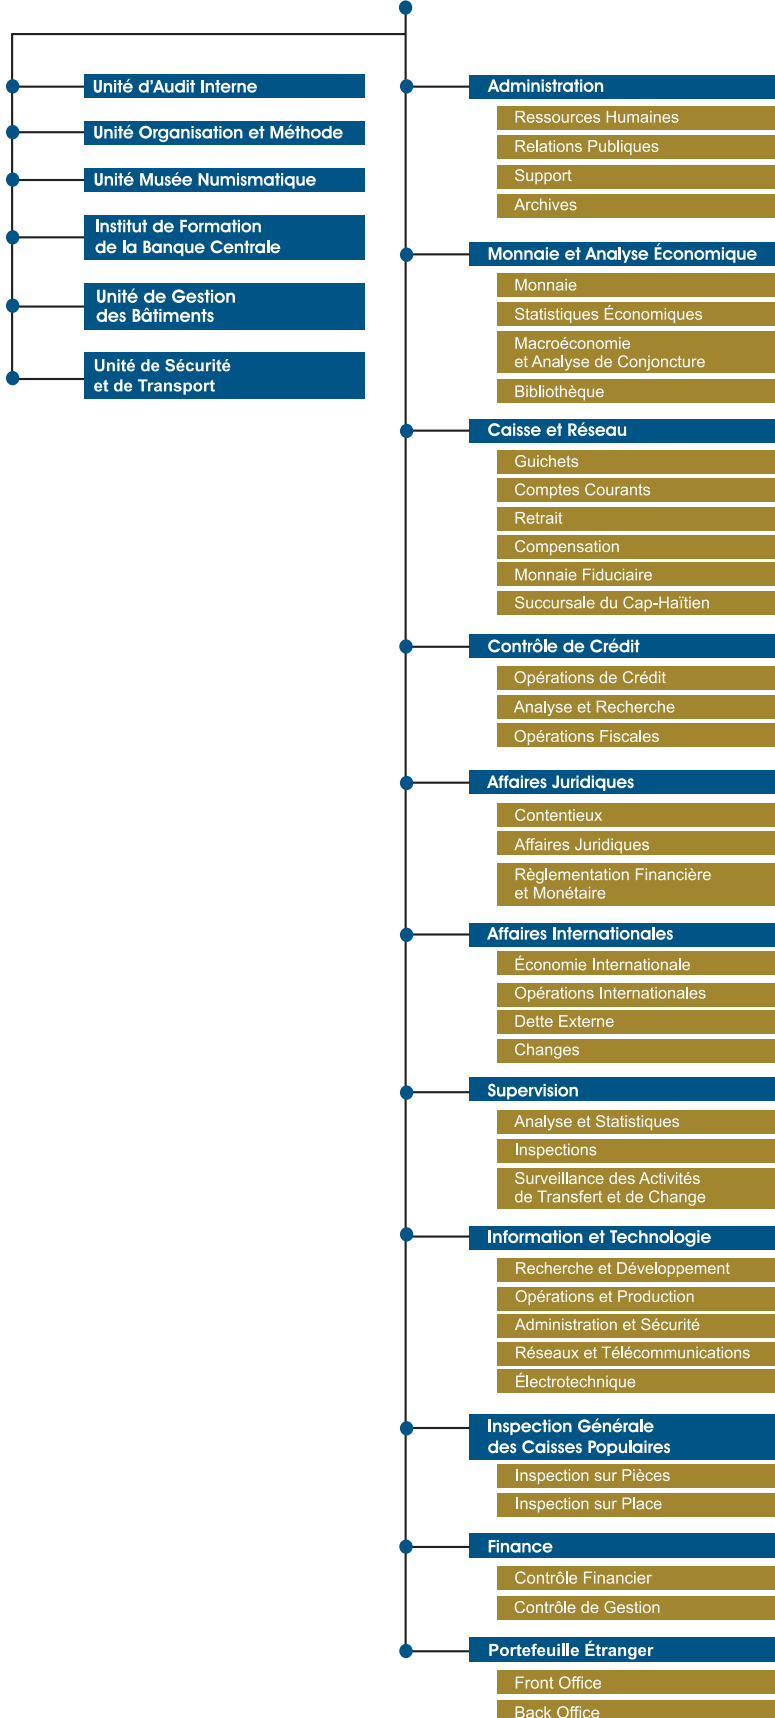 Unité d'Audit Interne
Unité Organisation et Méthode
Unité Musée Numismatique
Institut de Formation
de la Banque Centrale
Unité de Gestion
des Bâtiments
Unité de Sécurité
et de Transport
Administration
Ressources Humaines
Relations Publiques
Support
Archives
Monnaie et Analyse Économique
Monnaie
Statistiques Économiques
Macroéconomie
et Analyse de Conjoncture
Bibliothèque
Caisse et Réseau
Guichets
Comptes Courants
Retrait
Compensation
Monnaie Fiduciaire
Succursale du Cap-Haïtien
Contrôle de Crédit
Opérations de Crédit
Analyse et Recherche
Opérations Fiscales
Affaires Juridiques
Contentieux
Affaires Juridiques
Règlementation Financière
et Monétaire
Affaires Internationales
Économie Internationale
Opérations Internationales
Dette Externe
Changes
Supervision
Analyse et Statistiques
Inspections
Surveillance des Activités
de Transfert et de Change
Information et Technologie
Recherche et Développement
Opérations et Production
Administration et Sécurité
Réseaux et Télécommunications
Électrotechnique
Inspection Générale
des Caisses Populaires
Inspection sur Pièces
Inspection sur Place
Finance
Contrôle Financier
Contrôle de Gestion
Portefeuille Étranger
Front Office
Back Office